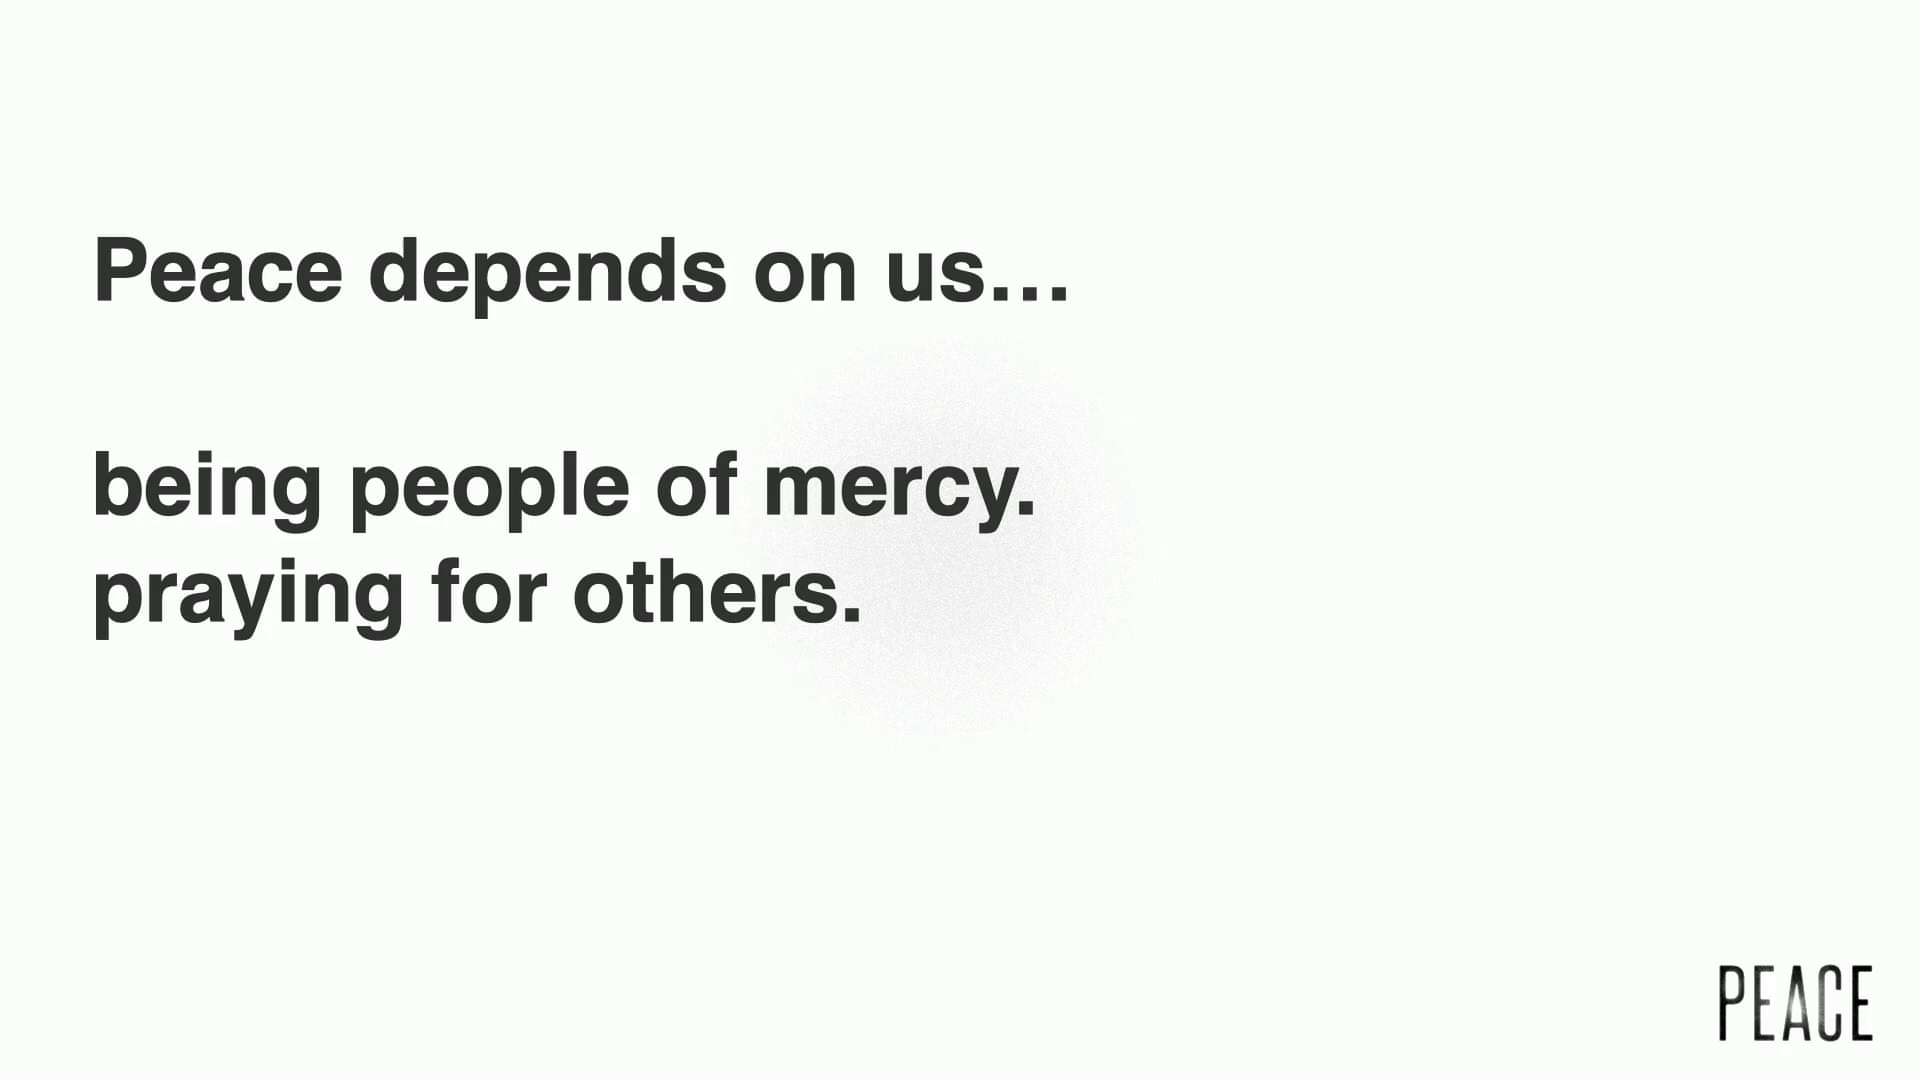 Peace depends on us…
being people of mercy.
praying for others.
PEACE